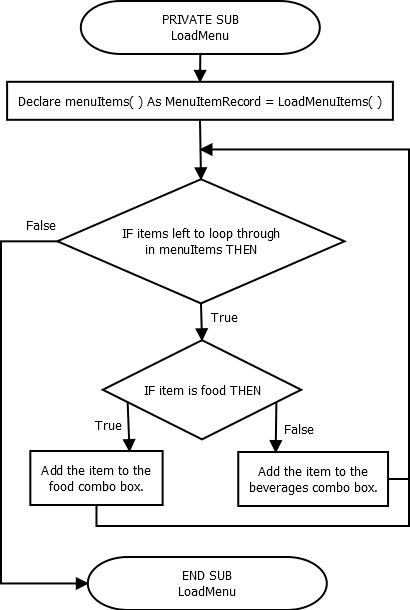 PRIVATE SUB
LoadMenu
Declare menuItems( ) As MenuItemRecord = LoadMenuItems( )
False
IF items left to loop through
in menuItems THEN
True
IF item is food THEN
True
False
Add the item to the
food combo box.
Add the item to the
beverages combo box.
END SUB
LoadMenu